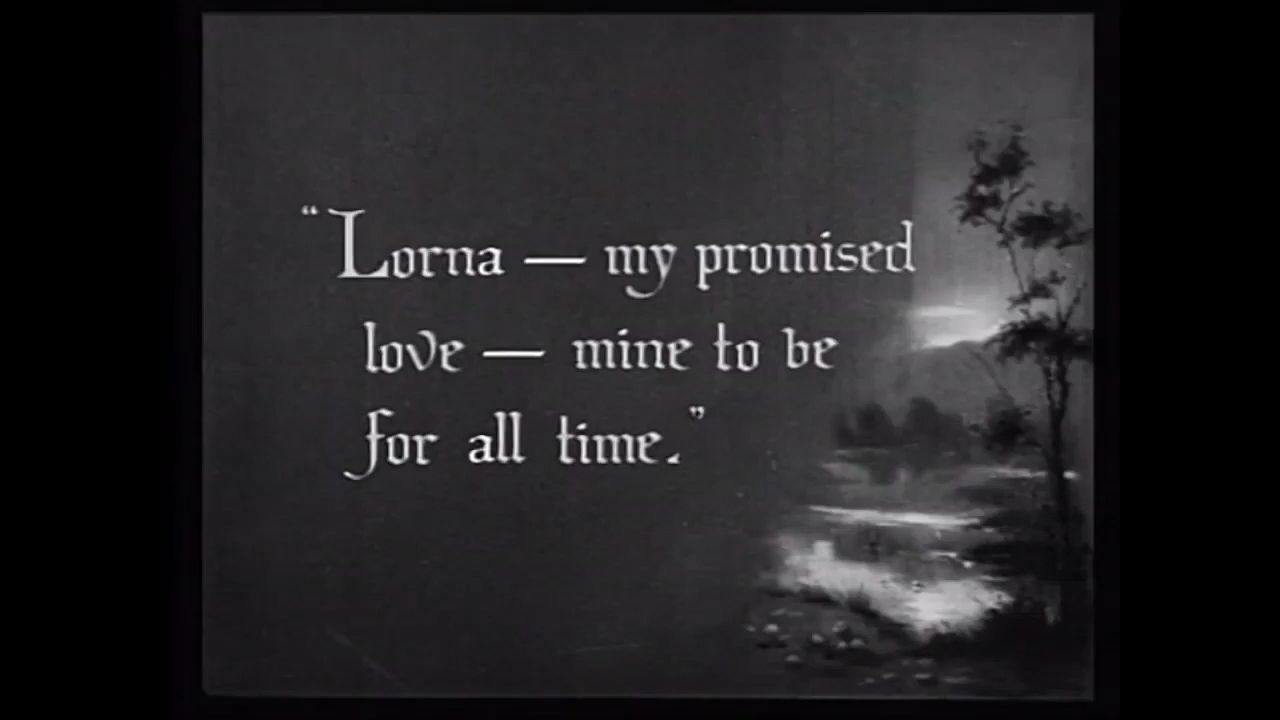 “Lorna — my promised
love — mine to be
for all time.”